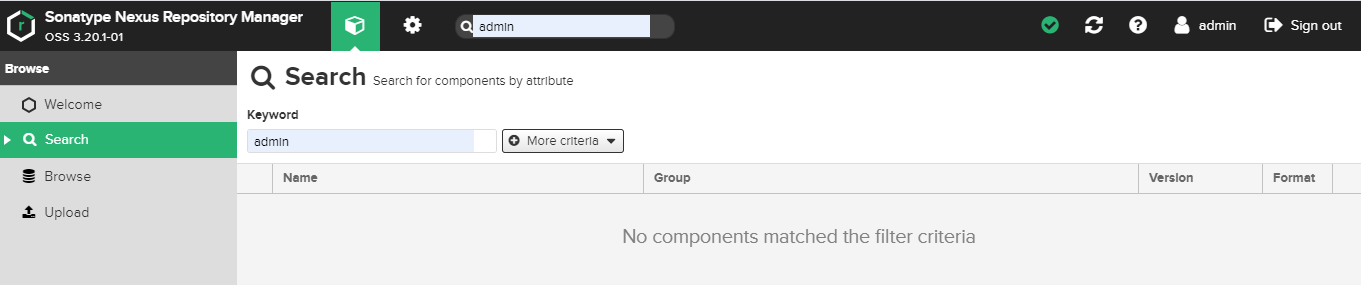 Sonatype Nexus Repository Manager
OSS 3.20.1-01
admin
admin
Sign out
Browse
Welcome
Search
Browse
Upload
Search Search for components by attribute
Keyword
admin
More criteria
Name Group Version Format
No components matched the filter criteria